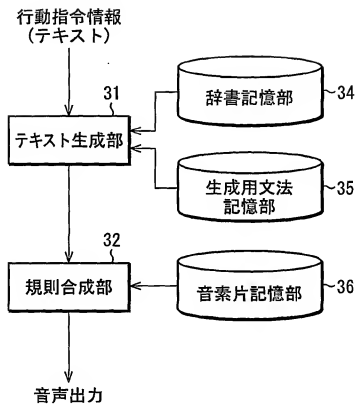 行動指令情報
(テキスト)
31
テキスト生成部
辞書記憶部
34
生成用文法
記憶部
35
32
規則合成部
音素片記憶部
36
音声出力